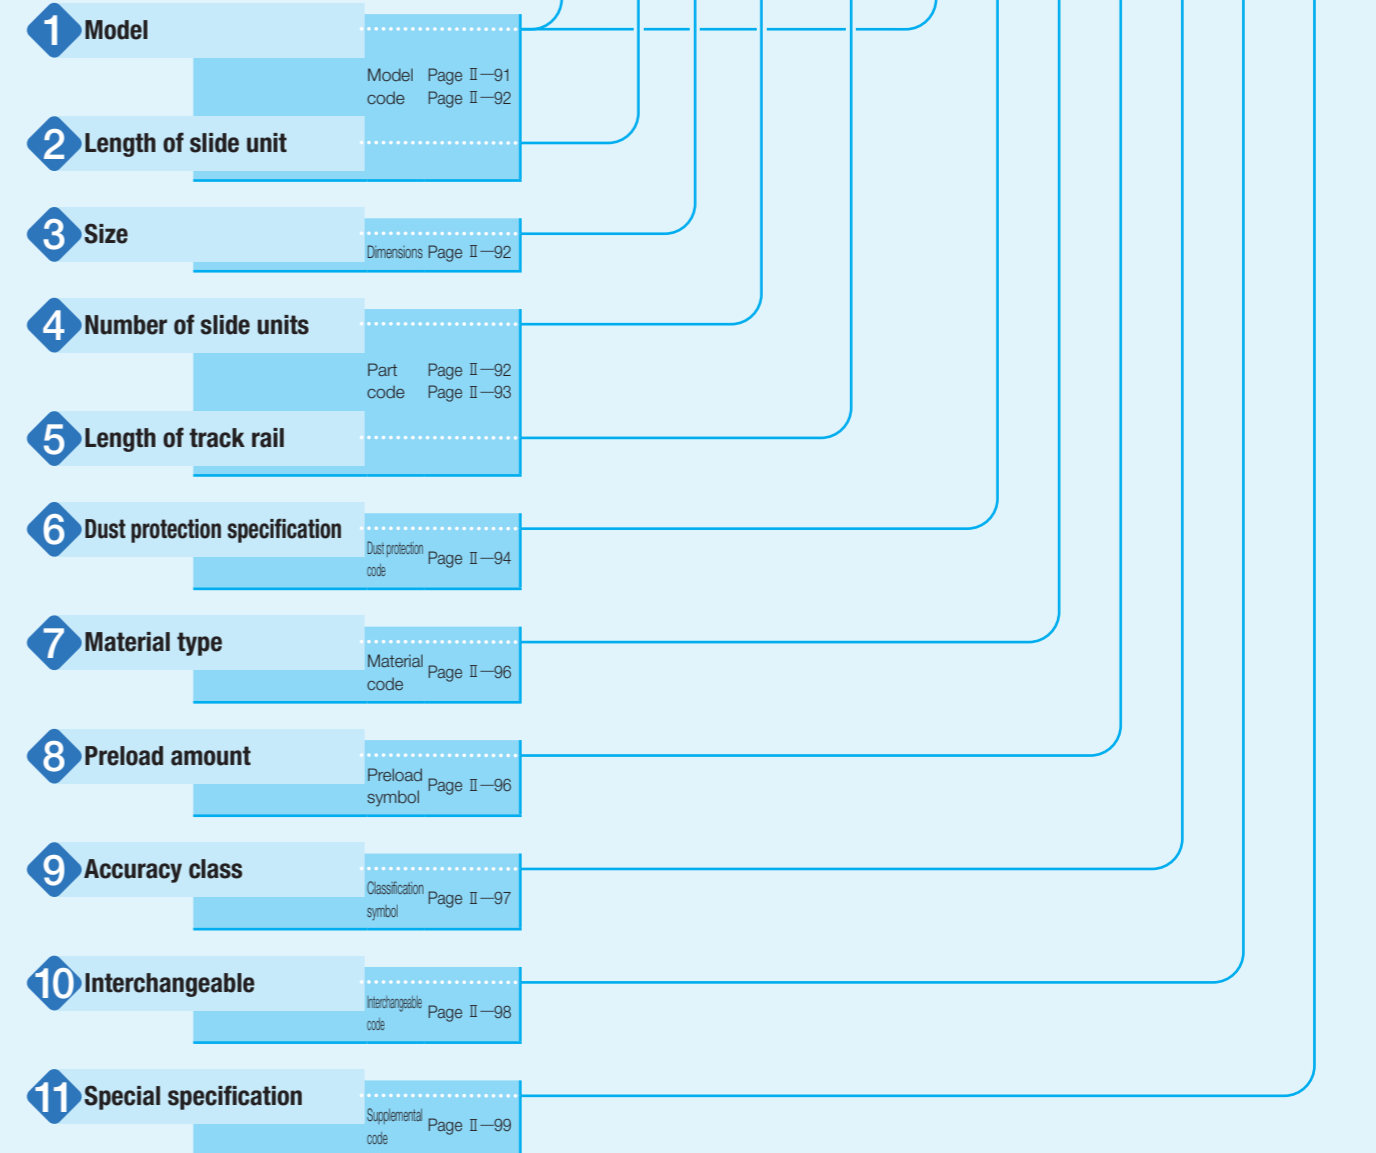 1 Model
Model Page Ⅱ—91
code Page Ⅱ—92
2 Length of slide unit
3 Size
Dimensions Page Ⅱ—92
4 Number of slide units
Part Page Ⅱ—92
code Page Ⅱ—93
5 Length of track rail
6 Dust protection specification
Dust protection
code
Page Ⅱ—94
7 Material type
Material
code
Page Ⅱ—96
8 Preload amount
Preload
symbol
Page Ⅱ—96
9 Accuracy class
Classification
symbol
Page Ⅱ—97
10 Interchangeable
Interchangeable
code
Page Ⅱ—98
11 Special specification
Supplemental
code
Page Ⅱ—99